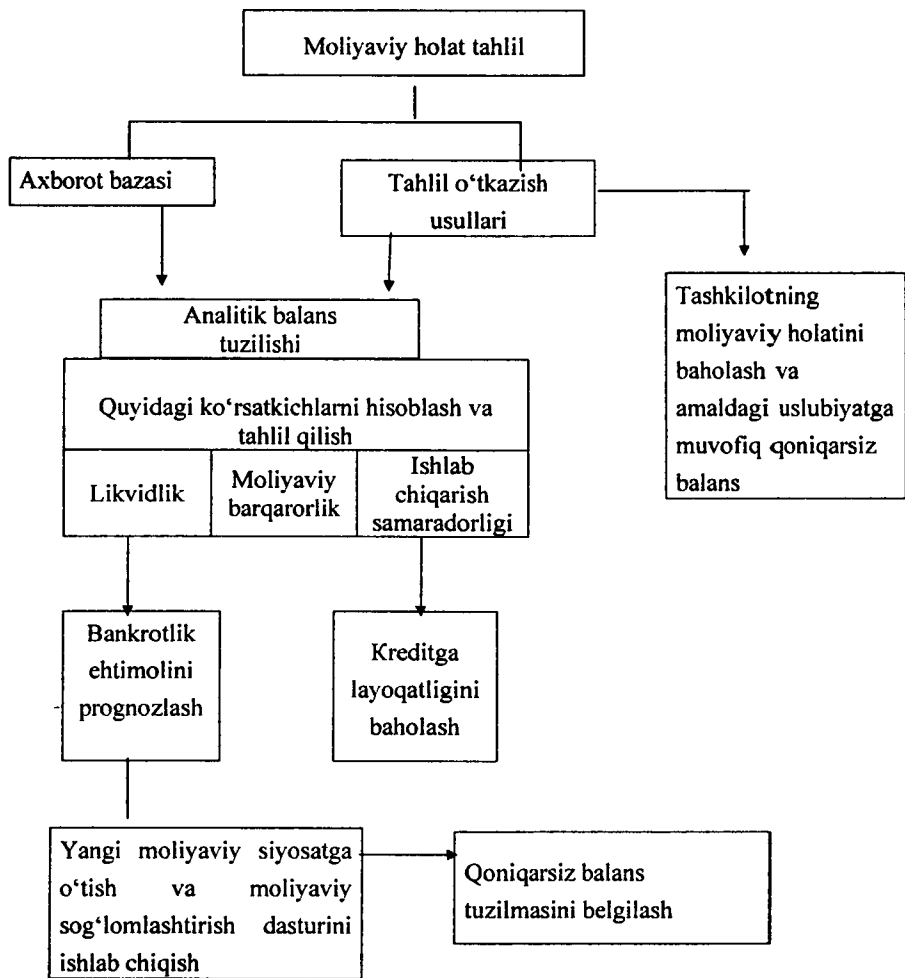 Moliyaviy holat tahlil
Axborot bazasi
Tahlil o‘tkazish
usullari
Analitik balans
tuzilishi
Tashkilotning
moliyaviy holatini
baholash va
amaldagi uslubiyatga
muvofiq qoniqarsiz
balans
Quyidagi ko‘rsatkichlarni hisoblash va
tahlil qilish
Likvidlik
Moliyaviy
barqarorlik
Ishlab
chiqarish
samaradorligi
Bankrotlik
ehtimolini
prognozlash
Kreditga
layoqatligini
baholash
Yangi moliyaviy siyosatga
o‘tish va moliyaviy
sog‘lomlashtirish dasturini
ishlab chiqish
Qoniqarsiz balans
tuzilmasini belgilash